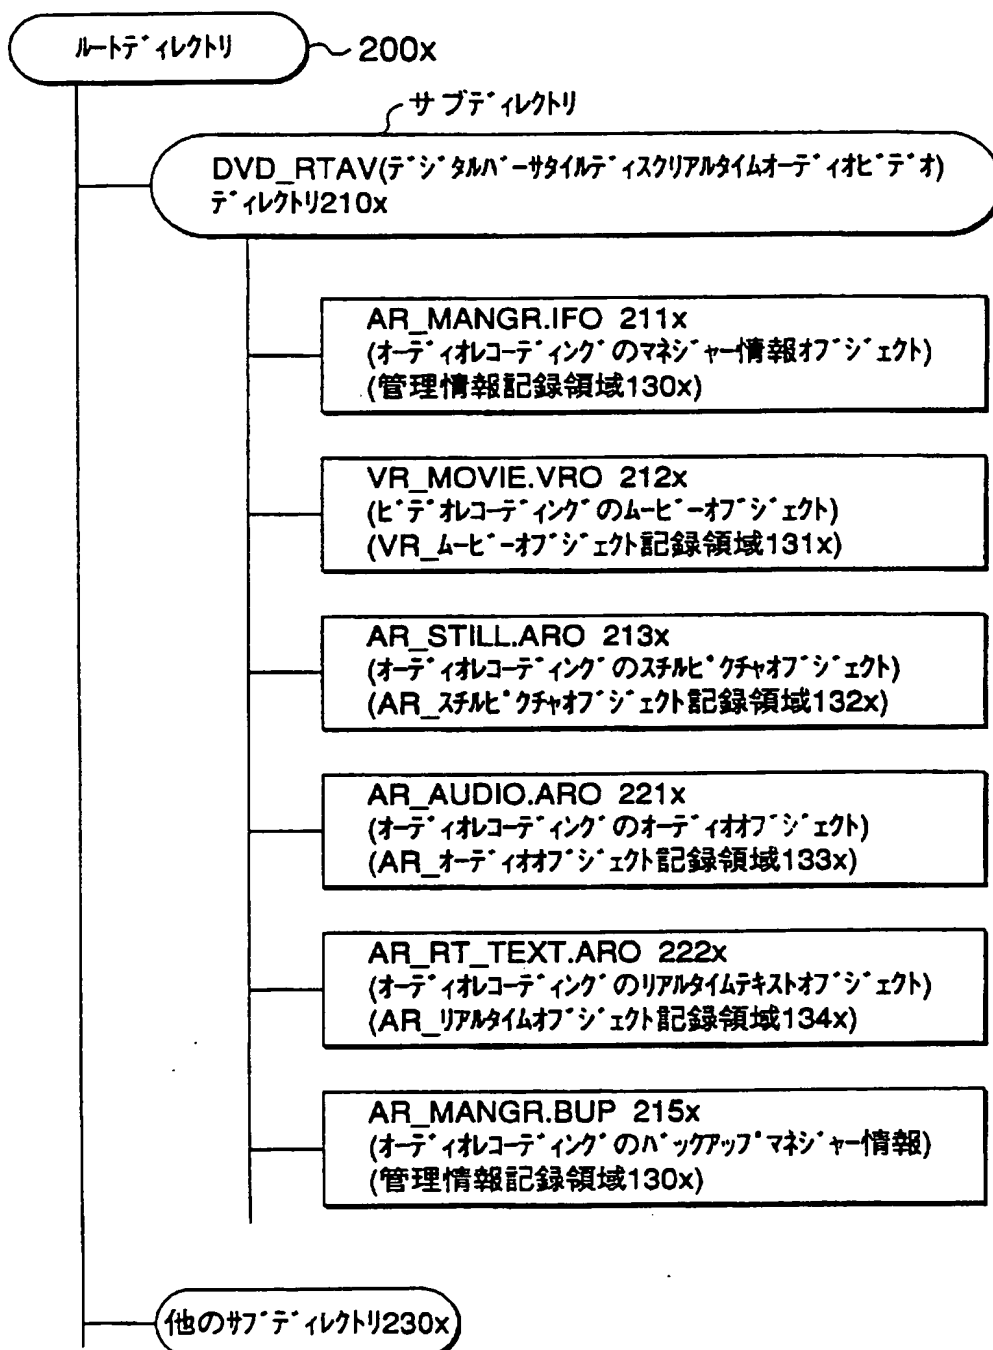 ルートディレクトリ
200x
サブディレクトリ
DVD_RTAV(デジタルバーサタイルディスクリアルタイムオーディオビデオ)
ディレクトリ210x
AR_MANGR.IFO 211x
(オーディオレコーディングのマネジャー情報オブジェクト)
(管理情報記録領域130x)
VR_MOVIE.VRO 212x
(ビデオレコーディングのムービーオブジェクト)
(VR_ムービーオブジェクト記録領域131x)
AR_STILL.ARO 213x
(オーディオレコーディングのスチルピクチャオブジェクト)
(AR_スチルピクチャオブジェクト記録領域132x)
AR_AUDIO.ARO 221x
(オーディオレコーディングのオーディオオブジェクト)
(AR_オーディオオブジェクト記録領域133x)
AR_RT_TEXT.ARO 222x
(オーディオレコーディングのリアルタイムテキストオブジェクト)
(AR_リアルタイムオブジェクト記録領域134x)
AR_MANGR.BUP 215x
(オーディオレコーディングのバックアップマネジャー情報)
(管理情報記録領域130x)
他のサブディレクトリ230x